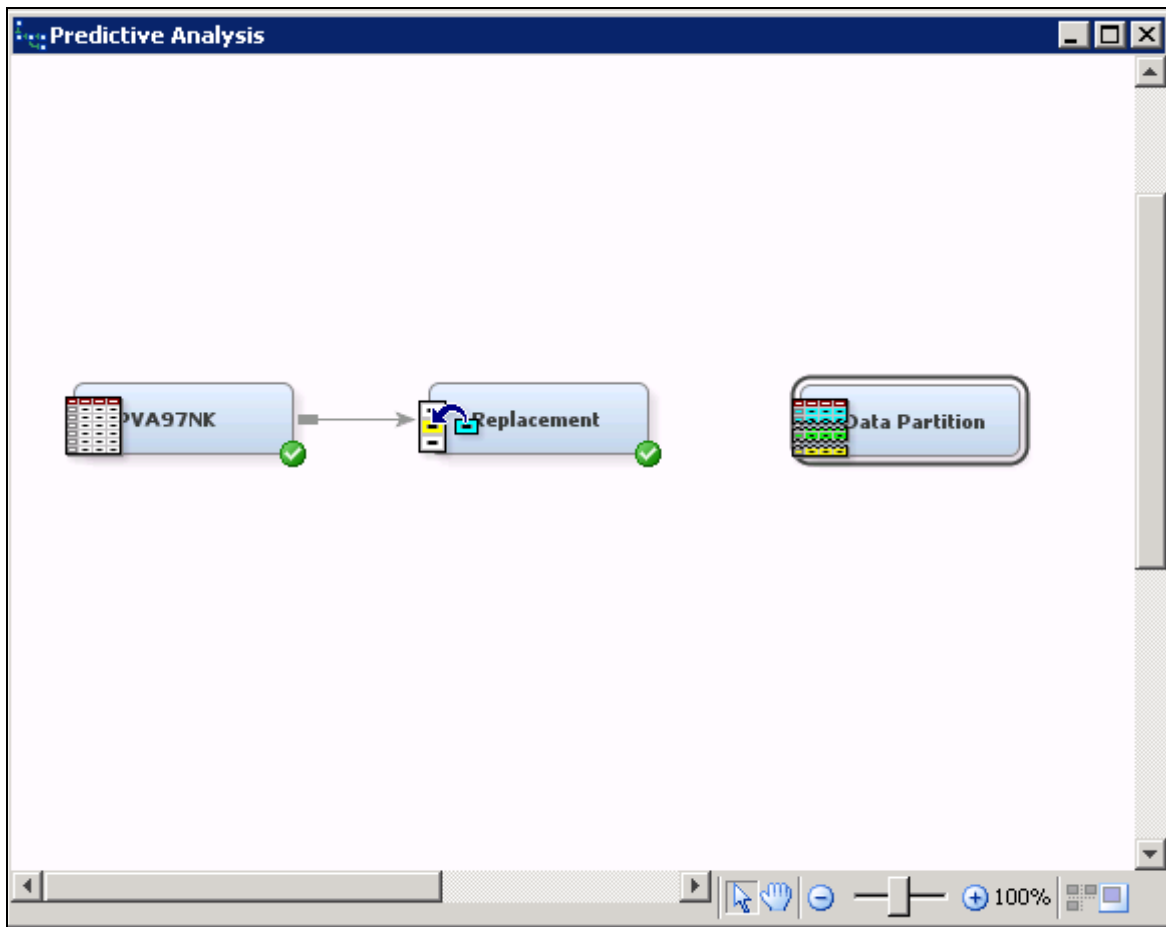 Predictive Analysis
PVA97NK
Replacement
Data Partition
100%